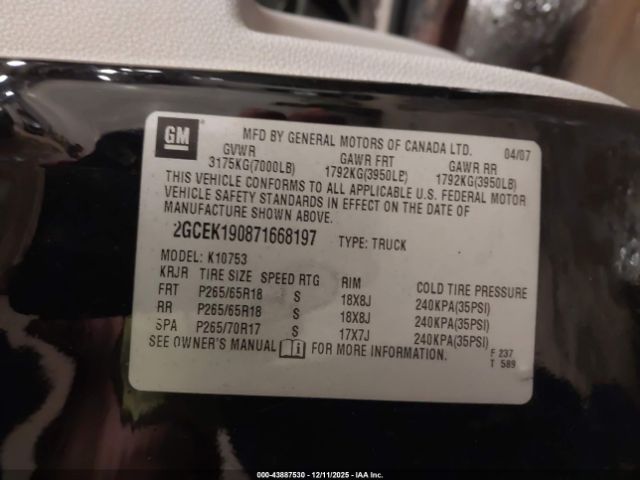 GM
MFD BY GENERAL MOTORS OF CANADA LTD. 04/07
GVWR GAWR FRT GAWR RR
3175KG(7000LB) 1792KG(3950LB) 1792KG(3950LB)
THIS VEHICLE CONFORMS TO ALL APPLICABLE U.S. FEDERAL MOTOR
VEHICLE SAFETY STANDARDS IN EFFECT ON THE DATE OF
MANUFACTURE SHOWN ABOVE.
2GCEK190871668197 TYPE: TRUCK
MODEL: K10753
KRJR TIRE SIZE SPEED RTG RIM COLD TIRE PRESSURE
FRT P265/65R18 S 18X8J 240KPA(35PSI)
RR P265/65R18 S 18X8J 240KPA(35PSI)
SPA P265/70R17 S 17X7J 240KPA(35PSI)
SEE OWNER'S MANUAL i FOR MORE INFORMATION.
F 237
T 589
000-43887530 - 12/11/2025 - IAA Inc.